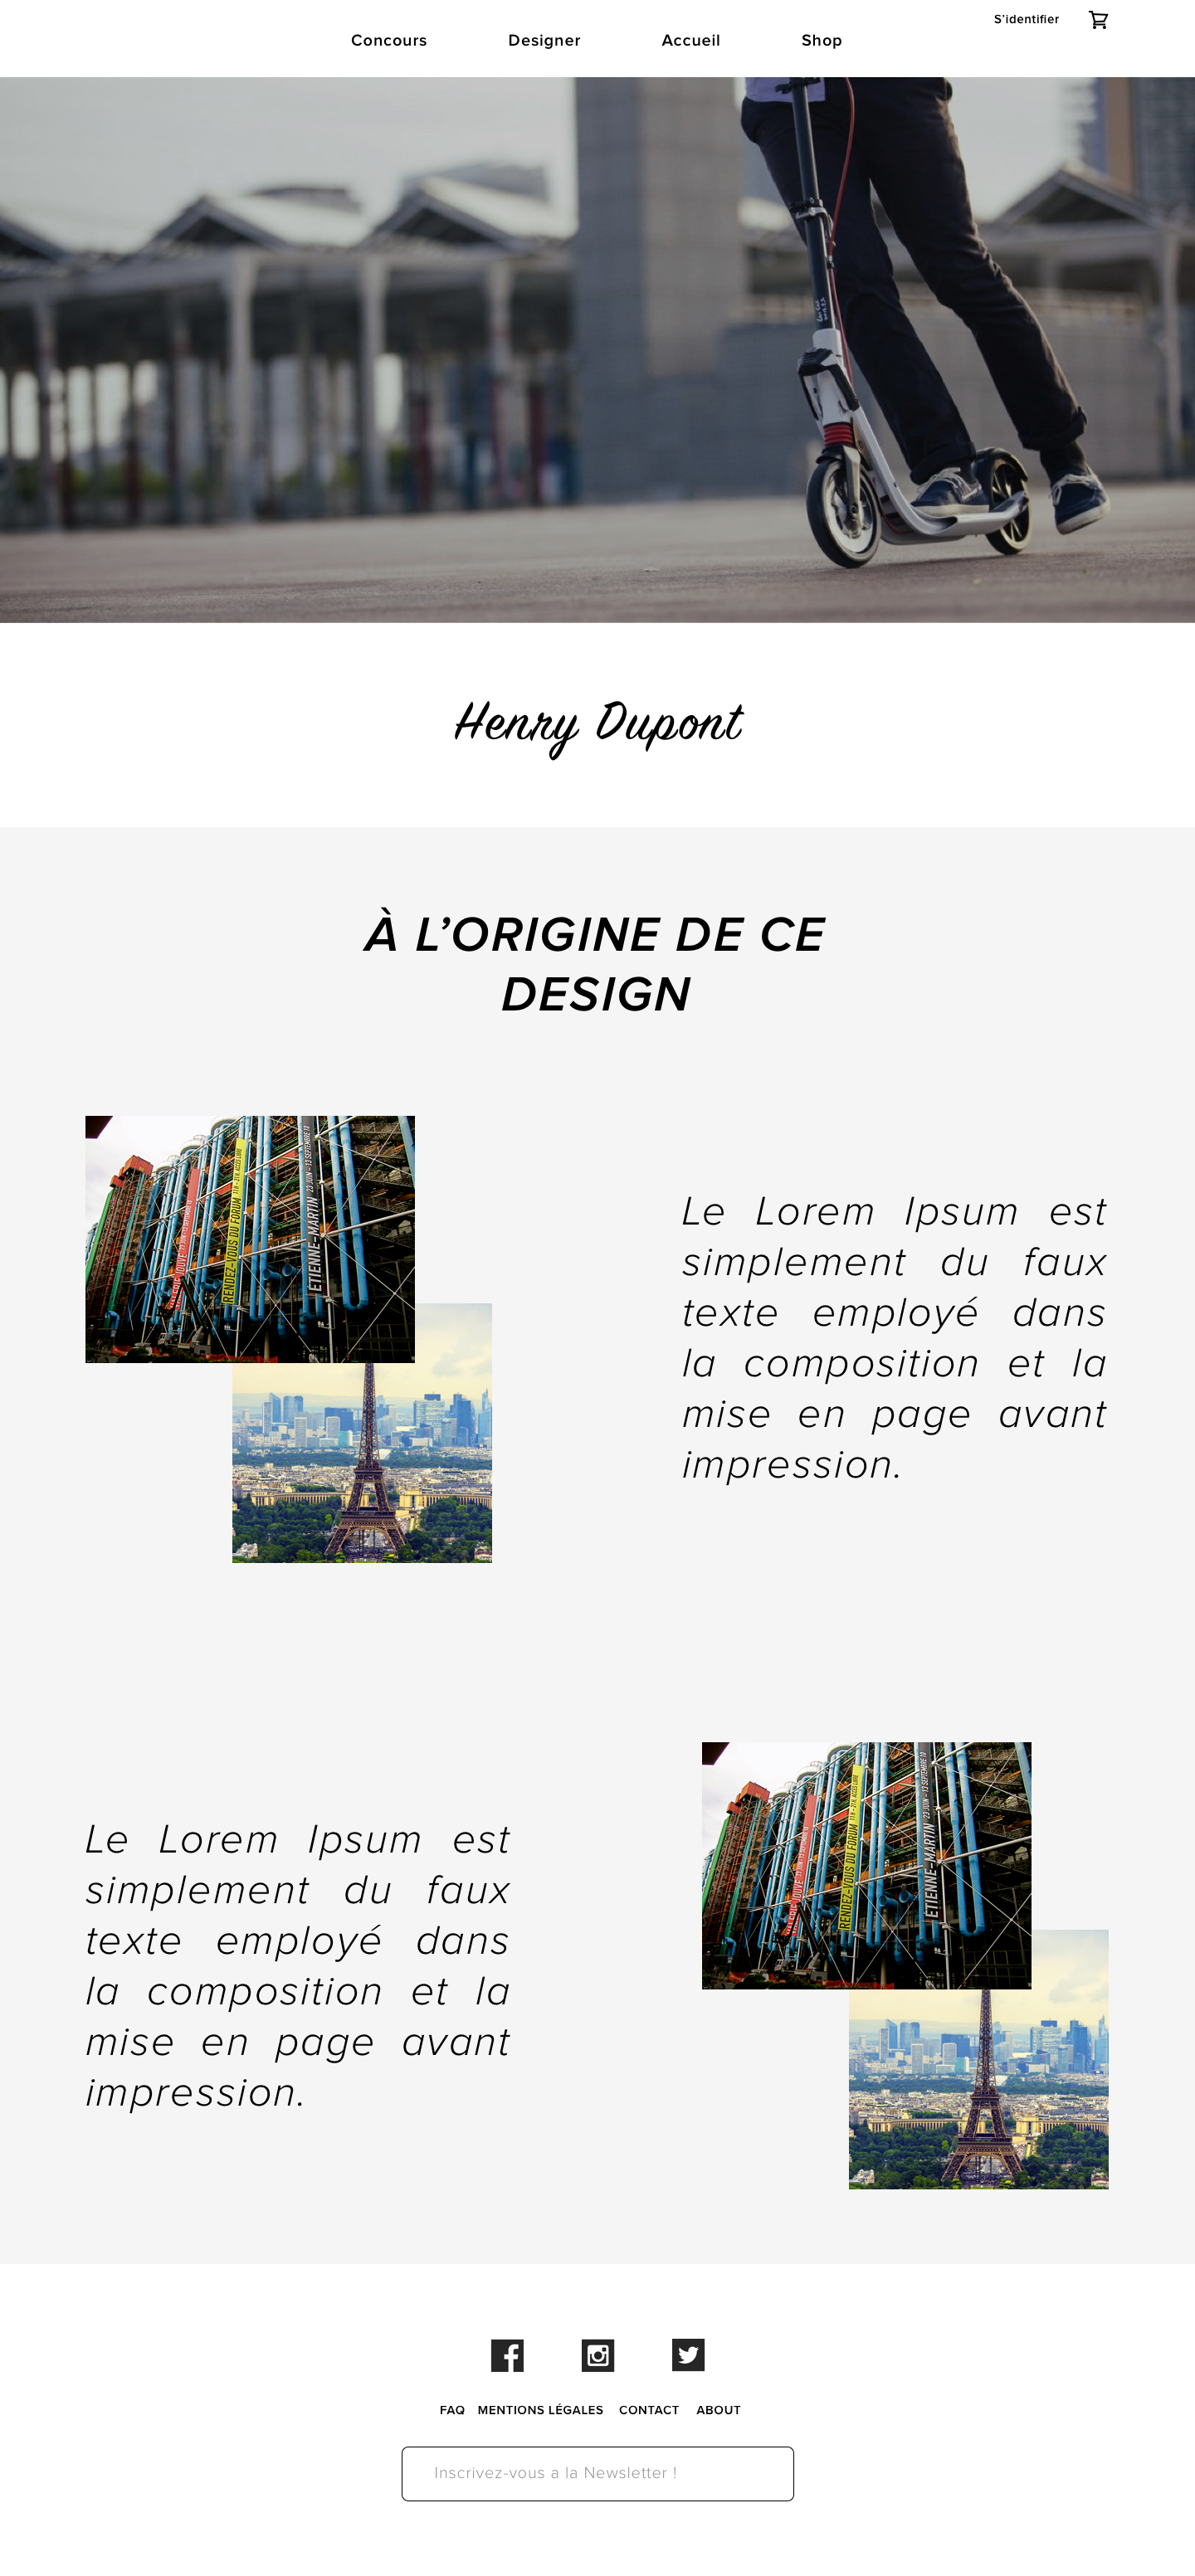 S'identifier
Concours Designer Accueil Shop
Henry Dupont
À L’ORIGINE DE CE
DESIGN
RENDEZ-VOUS DU FORUM
ETIENNE-MARTIN
Le Lorem Ipsum est
simplement du faux
texte employé dans
la composition et la
mise en page avant
impression.
Le Lorem Ipsum est
simplement du faux
texte employé dans
la composition et la
mise en page avant
impression.
RENDEZ-VOUS DU FORUM
ETIENNE-MARTIN
FAQ MENTIONS LÉGALES CONTACT ABOUT
Inscrivez-vous a la Newsletter !